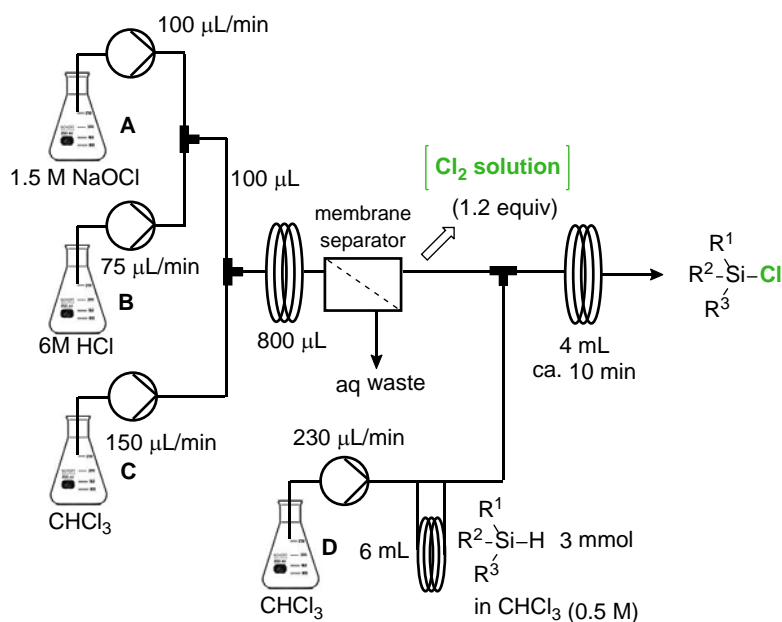 100 μL/min
A
1.5 M NaOCl
100 μL
[Cl2 solution]
(1.2 equiv)
membrane
separator
75 μL/min
B
6M HCl
800 μL
aq waste
4 mL
ca. 10 min
R1
R2 Si Cl
R3
150 μL/min
C
CHCl3
230 μL/min
D
CHCl3
6 mL
R1
R2 Si H 3 mmol
R3
in CHCl3 (0.5 M)